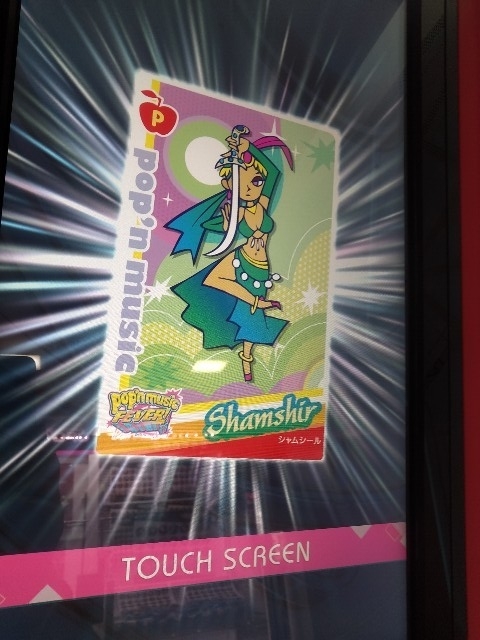 P
pop'n music
pop'n music
FEVER!
Shamshir
シャムシール
TOUCH SCREEN